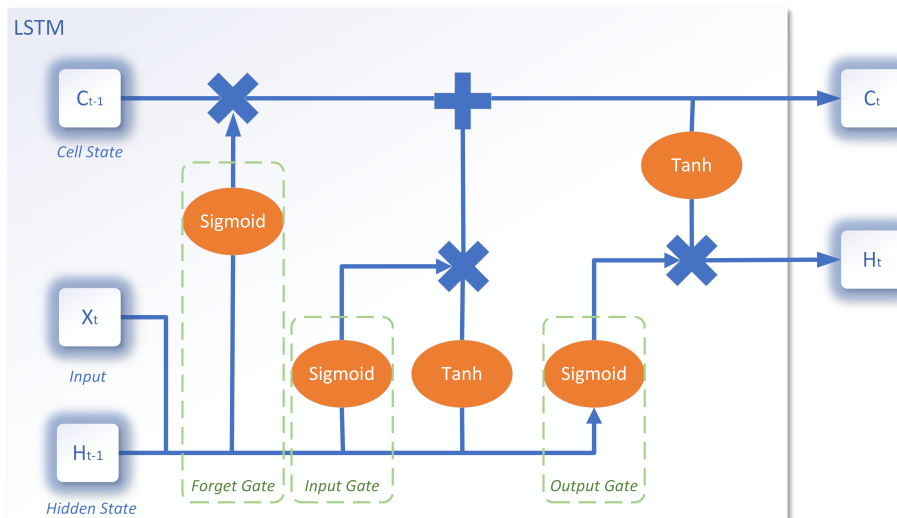 LSTM
Ct-1
Ct
Cell State
Tanh
Sigmoid
Ht
Xt
Input
Sigmoid
Tanh
Sigmoid
Ht-1
Forget Gate
Input Gate
Output Gate
Hidden State